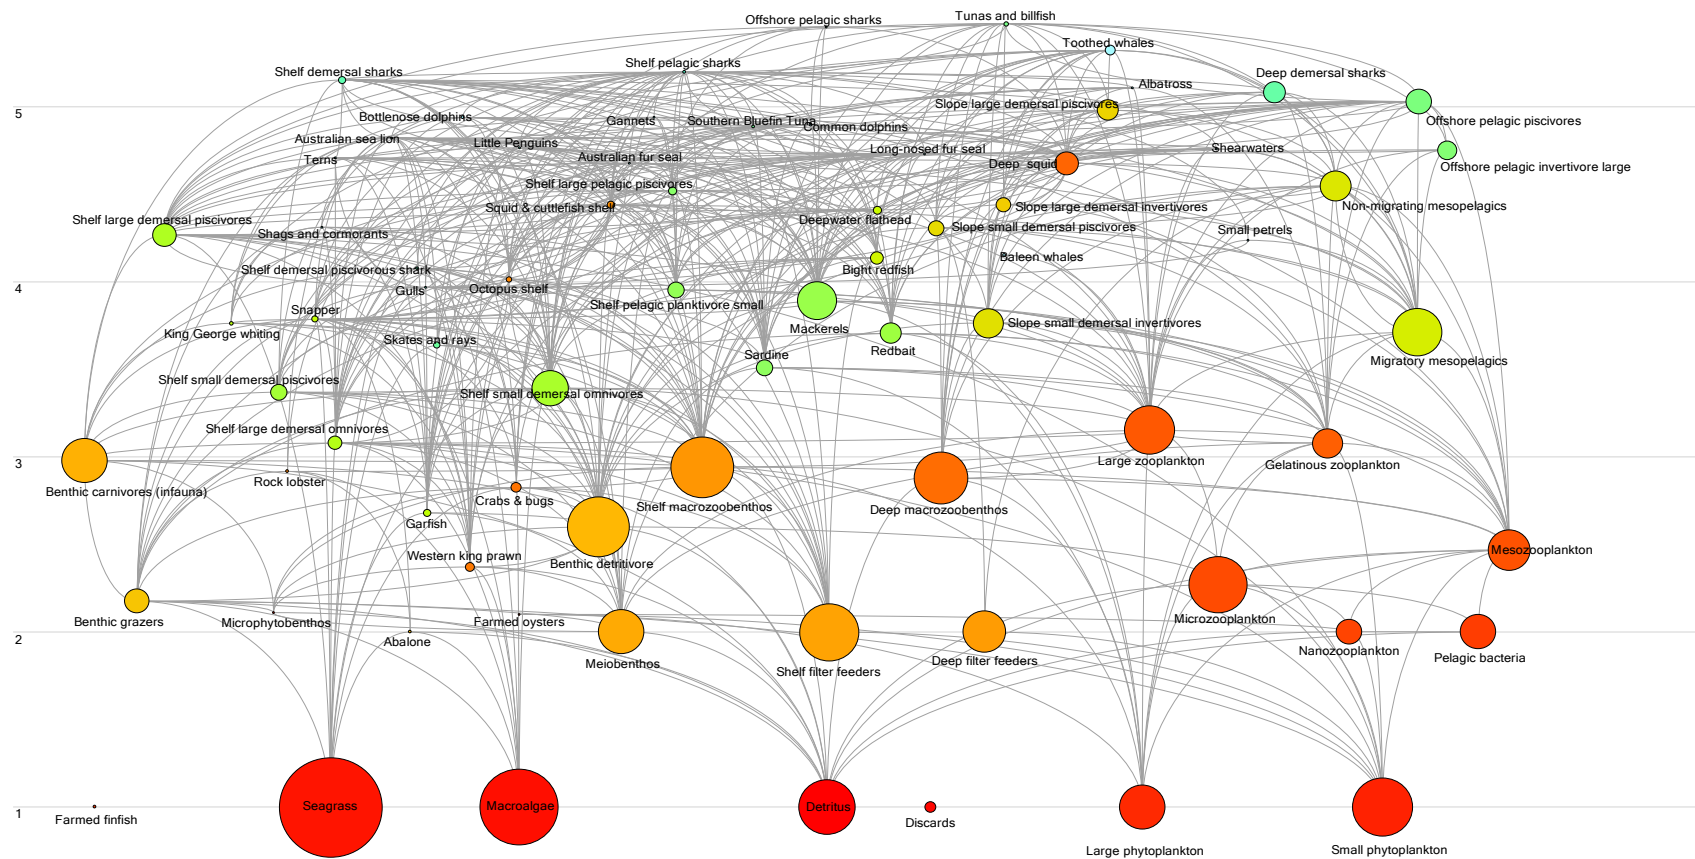 Offshore pelagic sharks
Tunas and billfish
Toothed whales
Shelf pelagic sharks
Shelf demersal sharks
Deep demersal sharks
Albatross
Slope large demersal piscivores
5
Bottlenose dolphins
Gannets
Southern Bluefin Tuna
Common dolphins
Offshore pelagic piscivores
Australian sea lion
Little Penguins
Long-nosed fur seal
Shearwaters
Terns
Australian fur seal
Deep squid
Offshore pelagic invertivore large
Shelf large pelagic piscivores
Squid & cuttlefish shelf
Slope large demersal invertivores
Non-migrating mesopelagics
Shelf large demersal piscivores
Deepwater flathead
Slope small demersal piscivores
Small petrels
Shags and cormorants
Baleen whales
Shelf demersal piscivorous shark
Bight redfish
4
Gulls
Octopus shelf
Shelf pelagic planktivore small
Snapper
Mackerels
Slope small demersal invertivores
King George whiting
Skates and rays
Sardine
Redbait
Migratory mesopelagics
Shelf small demersal piscivores
Shelf small demersal omnivores
Shelf large demersal omnivores
3
Large zooplankton
Gelatinous zooplankton
Rock lobster
Benthic carnivores (infauna)
Crabs & bugs
Shelf macrozoobenthos
Deep macrozoobenthos
Garfish
Mesozooplankton
Western king prawn
Benthic detritivore
Benthic grazers
Microphytobenthos
Farmed oysters
Microzooplankton
2
Abalone
Nanozooplankton
Pelagic bacteria
Meiobenthos
Shelf filter feeders
Deep filter feeders
Seagrass
Macroalgae
Detritus
1
Farmed finfish
Discards
Large phytoplankton
Small phytoplankton